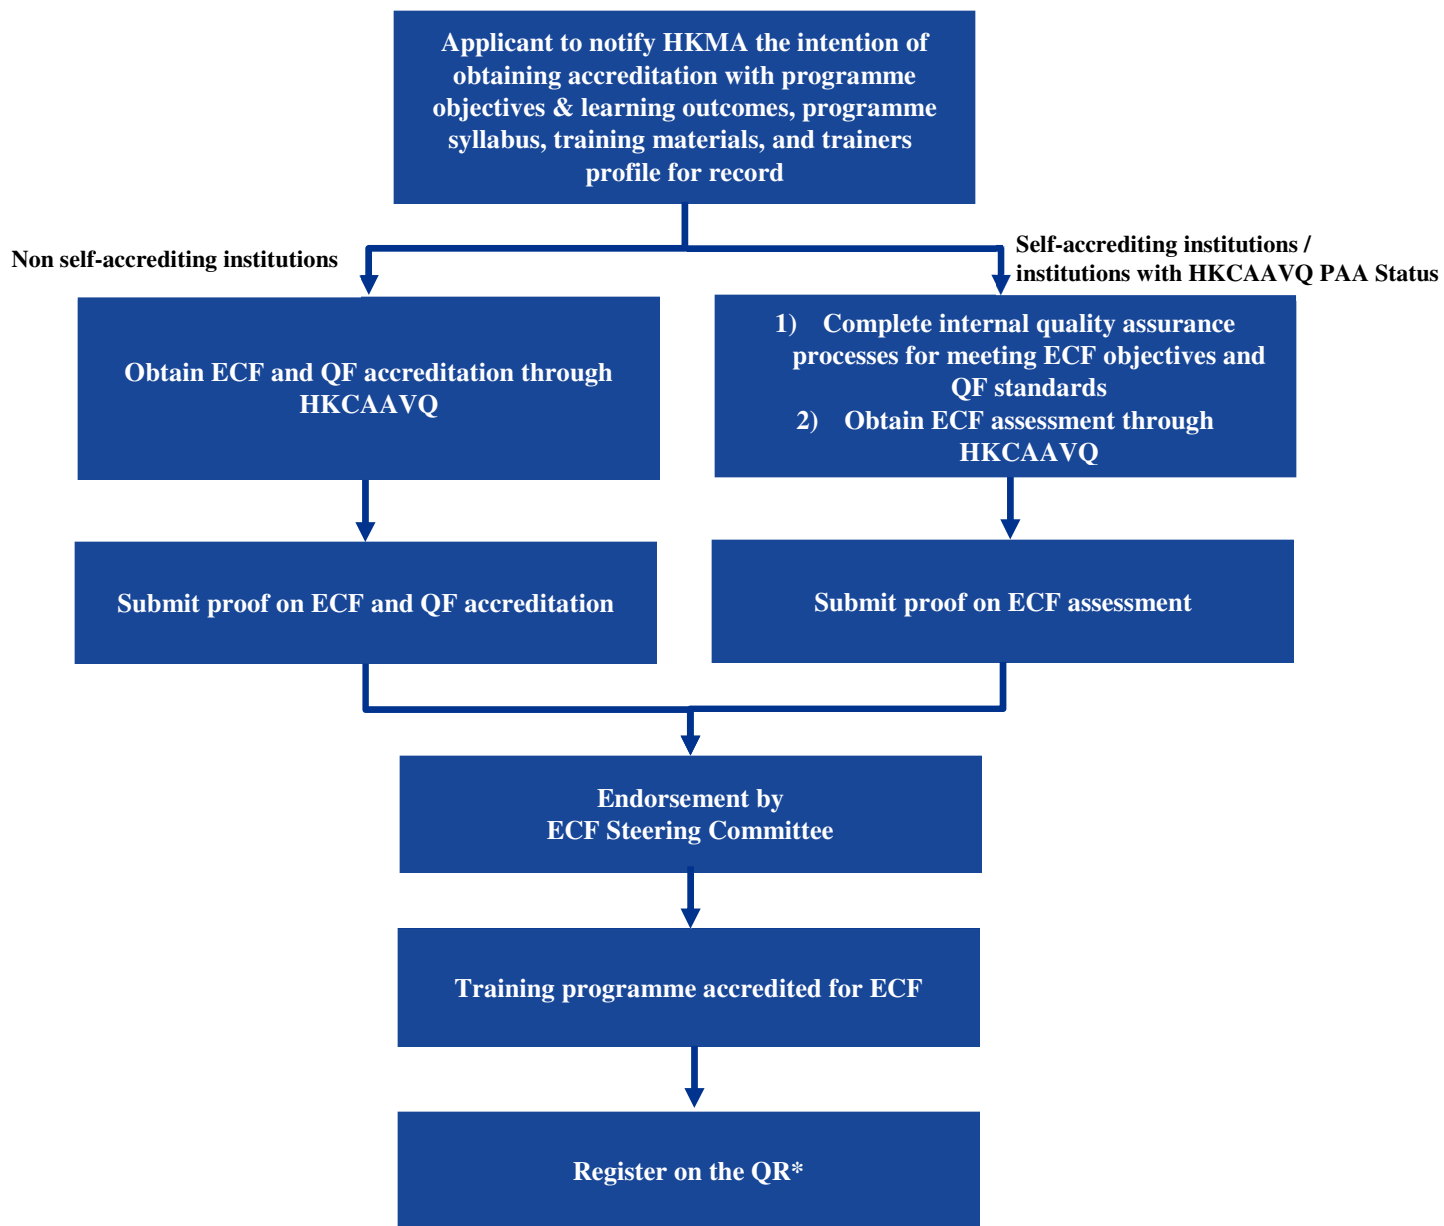 Applicant to notify HKMA the intention of
obtaining accreditation with programme
objectives & learning outcomes, programme
syllabus, training materials, and trainers
profile for record
Non self-accrediting institutions
Self-accrediting institutions /
institutions with HKCAAVQ PAA Status
Obtain ECF and QF accreditation through
HKCAAVQ
1) Complete internal quality assurance
processes for meeting ECF objectives and
QF standards
2) Obtain ECF assessment through
HKCAAVQ
Submit proof on ECF and QF accreditation
Submit proof on ECF assessment
Endorsement by
ECF Steering Committee
Training programme accredited for ECF
Register on the QR*